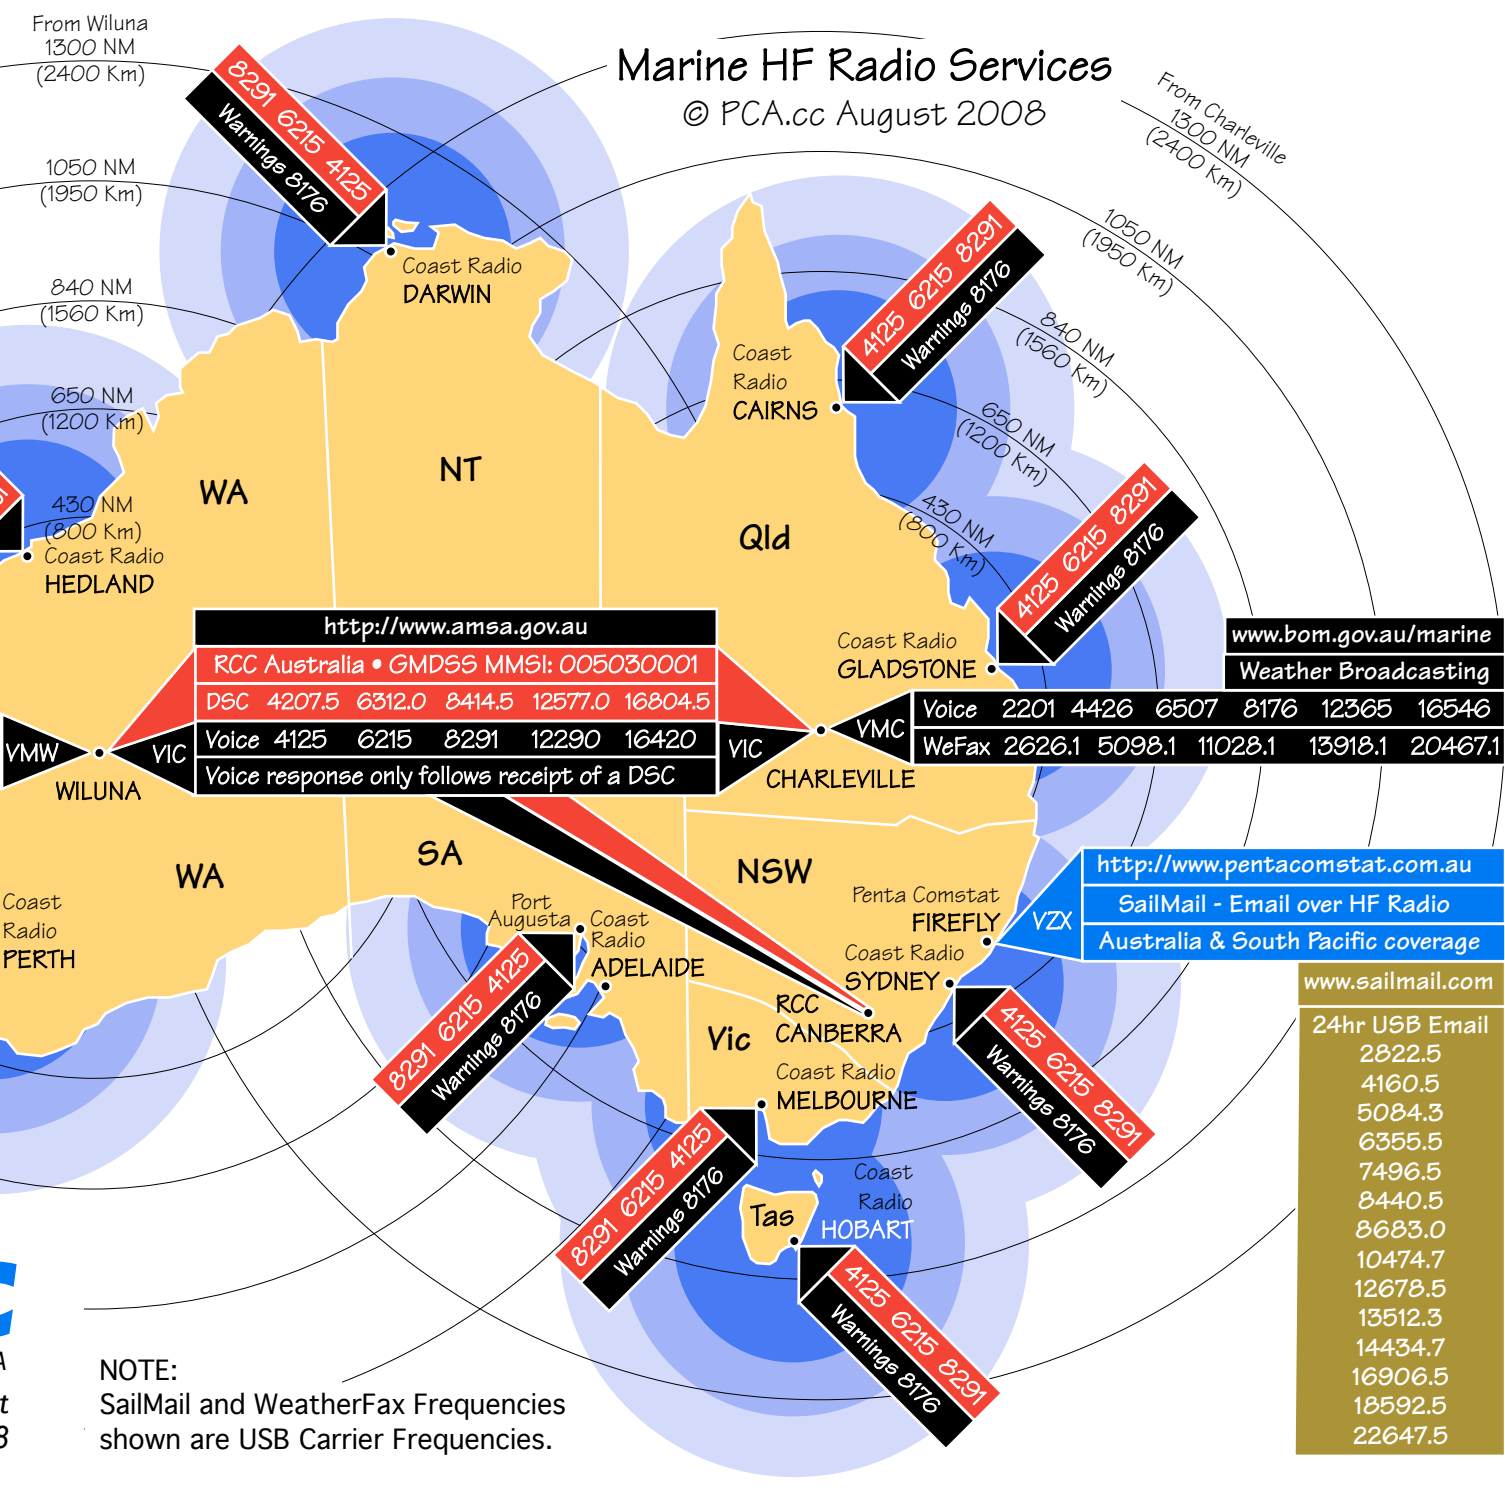 Marine HF Radio Services
© PCA.cc August 2008
From Wiluna
1300 NM
(2400 Km)
1050 NM
(1950 Km)
840 NM
(1560 Km)
650 NM
(1200 Km)
430 NM
(800 Km)
From Charleville
1300 NM
(2400 Km)
1050 NM
(1950 Km)
840 NM
(1560 Km)
650 NM
(1200 Km)
430 NM
(800 Km)
8291 6215 4125
Warnings 8176
Coast Radio
DARWIN
4125 6215 8291
Warnings 8176
Coast
Radio
CAIRNS
WA
NT
Qld
Coast Radio
HEDLAND
4125 6215 8291
Warnings 8176
Coast Radio
GLADSTONE
http://www.amsa.gov.au
RCC Australia • GMDSS MMSI: 005030001
DSC 4207.5 6312.0 8414.5 12577.0 16804.5
Voice 4125 6215 8291 12290 16420
Voice response only follows receipt of a DSC
VMW
VIC
WILUNA
VIC
VMC
CHARLEVILLE
www.bom.gov.au/marine
Weather Broadcasting
Voice 2201 4426 6507 8176 12365 16546
WeFax 2626.1 5098.1 11028.1 13918.1 20467.1
WA
SA
NSW
Coast
Radio
PERTH
Port
Augusta
Coast
Radio
ADELAIDE
8291 6215 4125
Warnings 8176
Penta Comstat
FIREFLY
VZX
http://www.pentacomstat.com.au
SailMail - Email over HF Radio
Australia & South Pacific coverage
Coast Radio
SYDNEY
4125 6215 8291
Warnings 8176
RCC
CANBERRA
Vic
Coast Radio
MELBOURNE
8291 6215 4125
Warnings 8176
Tas
Coast
Radio
HOBART
4125 6215 8291
Warnings 8176
www.sailmail.com
24hr USB Email
2822.5
4160.5
5084.3
6355.5
7496.5
8440.5
8683.0
10474.7
12678.5
13512.3
14434.7
16906.5
18592.5
22647.5
NOTE:
SailMail and WeatherFax Frequencies
shown are USB Carrier Frequencies.